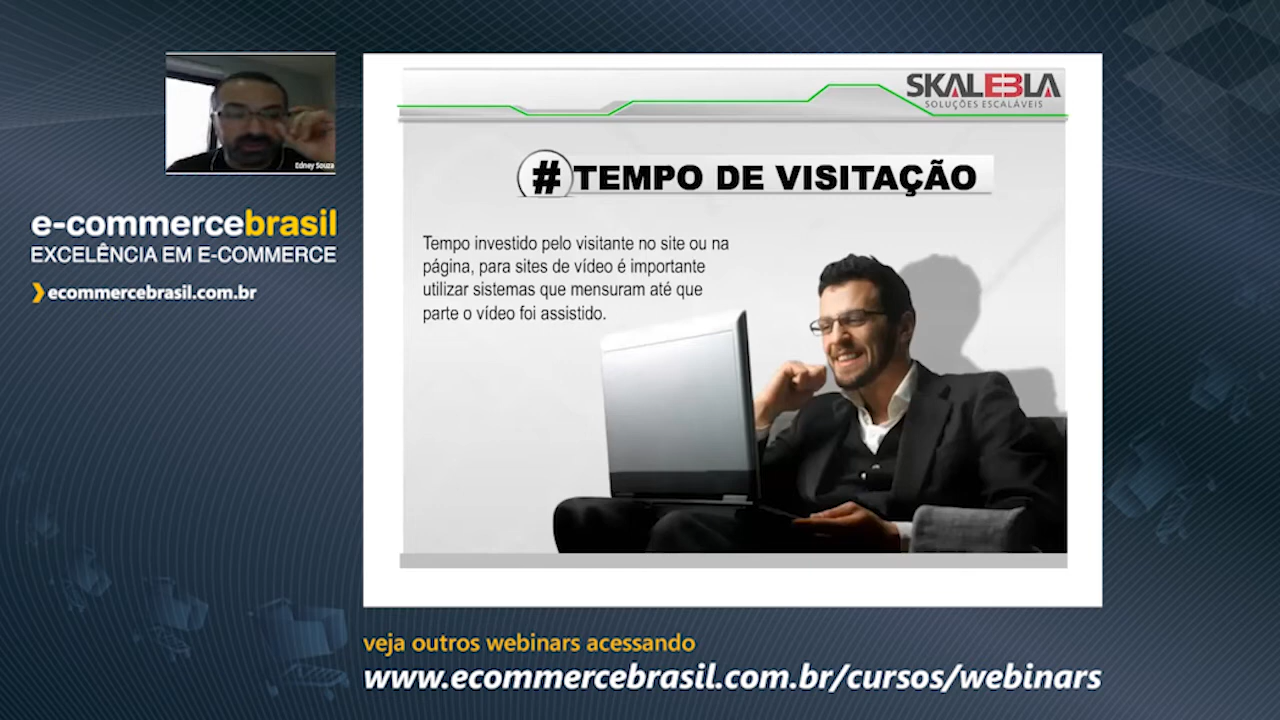 Edney Souza
e-commercebrasil
EXCELÊNCIA EM E-COMMERCE
ecommercebrasil.com.br
SKALEBLA
SOLUÇÕES ESCALÁVEIS
# TEMPO DE VISITAÇÃO
Tempo investido pelo visitante no site ou na
página, para sites de vídeo é importante
utilizar sistemas que mensuram até que
parte o vídeo foi assistido.
veja outros webinars acessando
www.ecommercebrasil.com.br/cursos/webinars